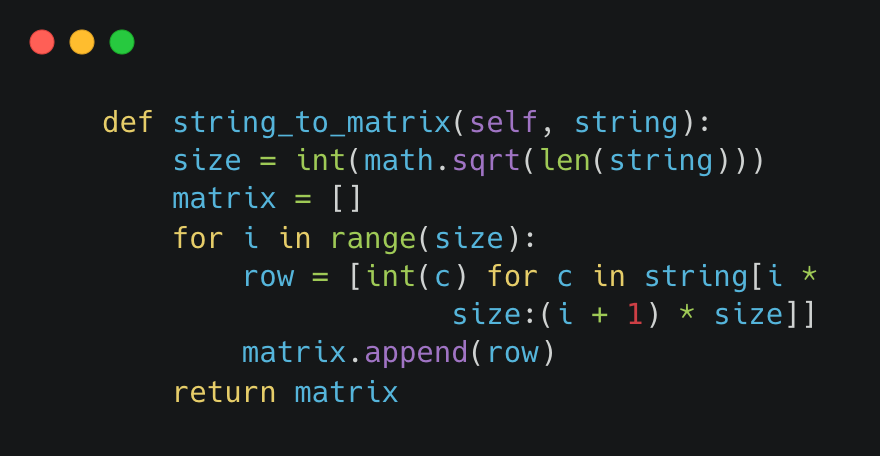 def string_to_matrix(self, string):
    size = int(math.sqrt(len(string)))
    matrix = []
    for i in range(size):
        row = [int(c) for c in string[i *
                    size:(i + 1) * size]]
        matrix.append(row)
    return matrix